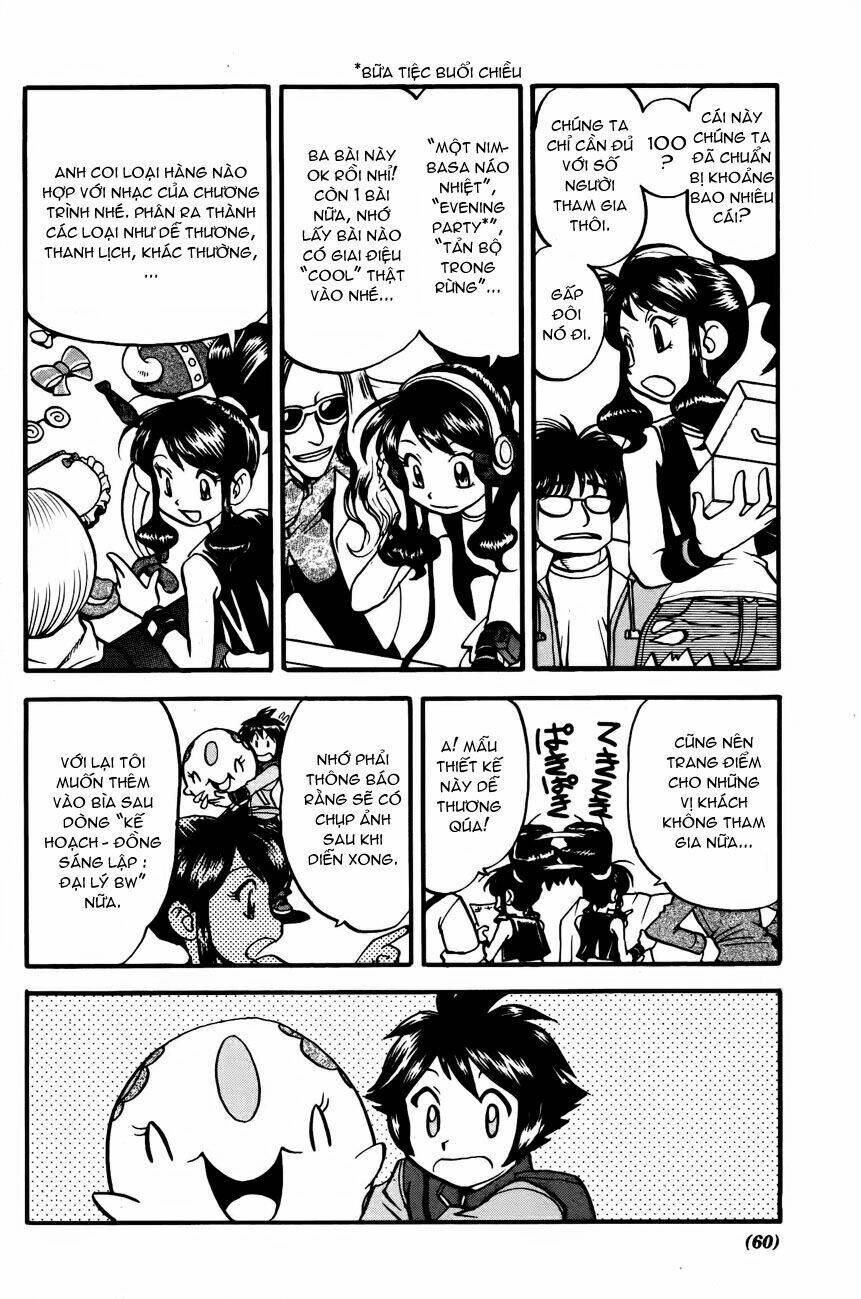 *BỮA TIỆC BUỔI CHIỀU
CÁI NÀY
CHÚNG TA
ĐÃ CHUẨN
BỊ KHOẢNG
BAO NHIÊU
CÁI?
100
?
CHÚNG TA
CHỈ CẦN ĐỦ
VỚI SỐ
NGƯỜI
THAM GIA
THÔI.
GẤP
ĐÔI
NÓ ĐI.
"MỘT NIM-
BASA NÁO
NHIỆT",
"EVENING
PARTY*",
"TẢN BỘ
TRONG
RỪNG"...
BA BÀI NÀY
OK RỒI NHỈ!
CÒN 1 BÀI
NỮA, NHỚ
LẤY BÀI NÀO
CÓ GIAI ĐIỆU
"COOL" THẬT
VÀO NHÉ...
ANH COI LOẠI HÀNG NÀO
HỢP VỚI NHẠC CỦA CHƯƠNG
TRÌNH NHÉ. PHÂN RA THÀNH
CÁC LOẠI NHƯ DỄ THƯƠNG,
THANH LỊCH, KHÁC THƯỜNG,
...
CŨNG NÊN
TRANG ĐIỂM
CHO NHỮNG
VỊ KHÁCH
KHÔNG THAM
GIA NỮA...
A! MẪU
THIẾT KẾ
NÀY DỄ
THƯƠNG
QÚA!
NHỚ PHẢI
THÔNG BÁO
RẰNG SẼ CÓ
CHỤP ẢNH
SAU KHI
DIỄN XONG.
VỚI LẠI TÔI
MUỐN THÊM
VÀO BÌA SAU
DÒNG "KẾ
HOẠCH - ĐỒNG
SÁNG LẬP :
ĐẠI LÝ BW"
NỮA.
(60)